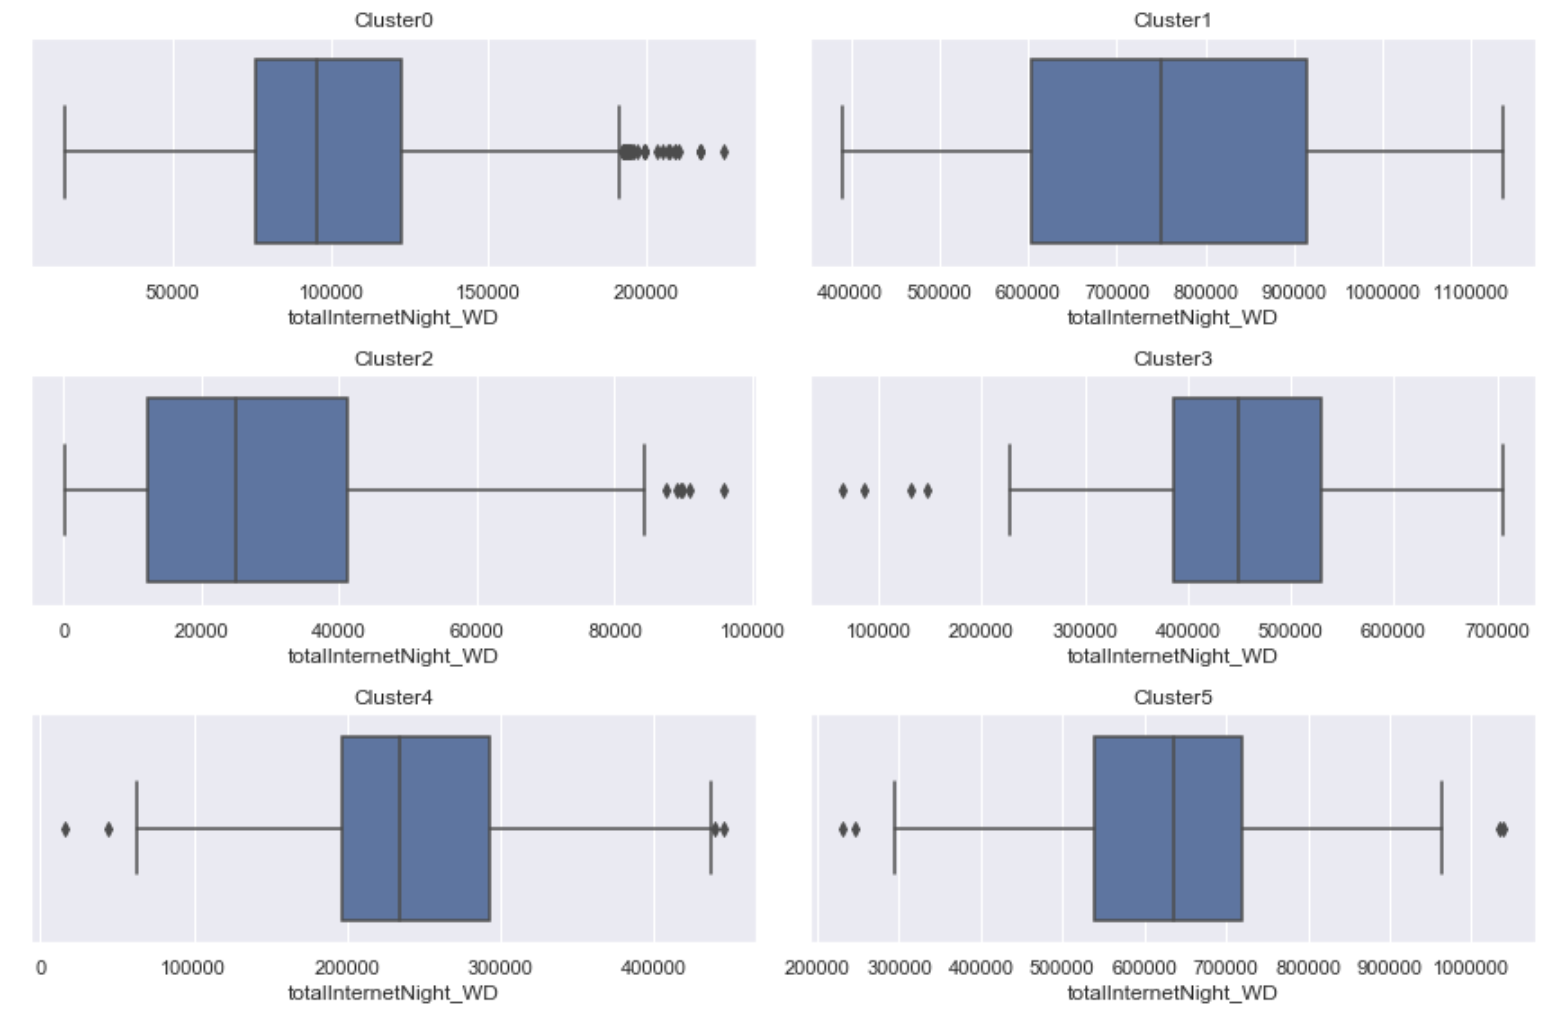 Cluster0
50000 100000 150000 200000
totalInternetNight_WD
Cluster1
400000 500000 600000 700000 800000 900000 1000000 1100000
totalInternetNight_WD
Cluster2
0 20000 40000 60000 80000 100000
totalInternetNight_WD
Cluster3
100000 200000 300000 400000 500000 600000 700000
totalInternetNight_WD
Cluster4
0 100000 200000 300000 400000
totalInternetNight_WD
Cluster5
200000 300000 400000 500000 600000 700000 800000 900000 1000000
totalInternetNight_WD